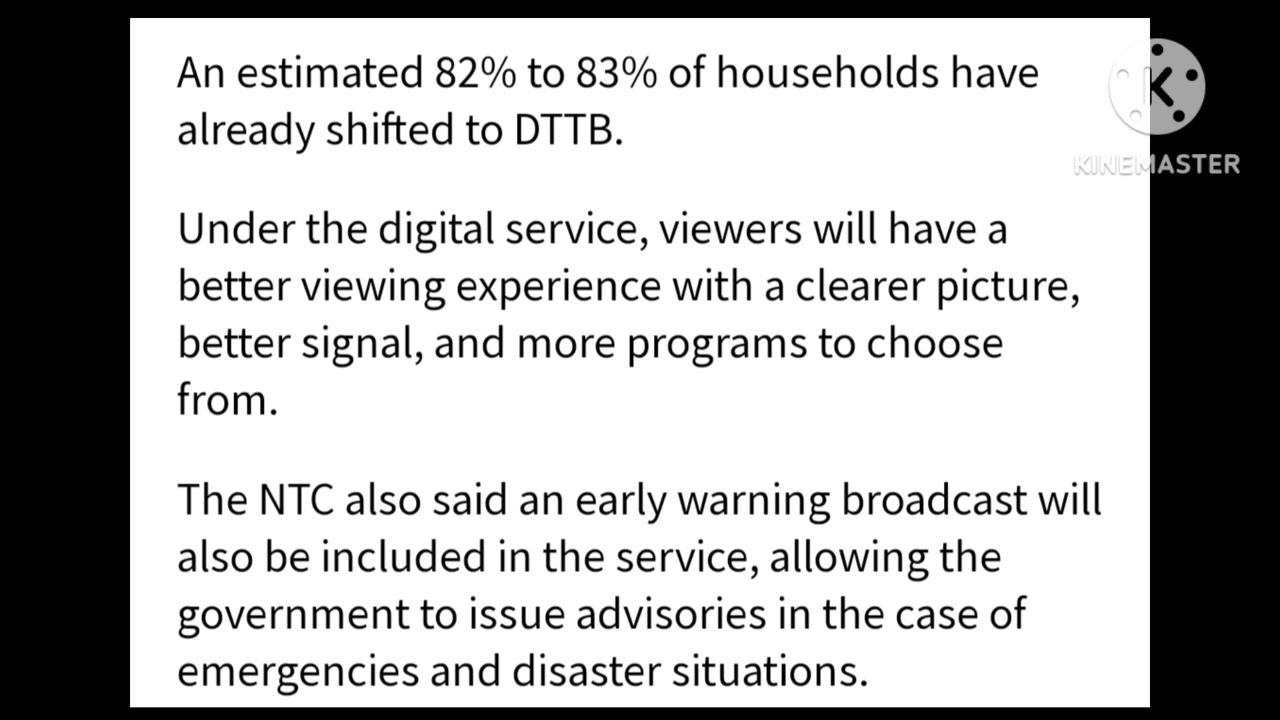 An estimated 82% to 83% of households have
already shifted to DTTB.
Under the digital service, viewers will have a
better viewing experience with a clearer picture,
better signal, and more programs to choose
from.
The NTC also said an early warning broadcast will
also be included in the service, allowing the
government to issue advisories in the case of
emergencies and disaster situations.
K
KINEMASTER